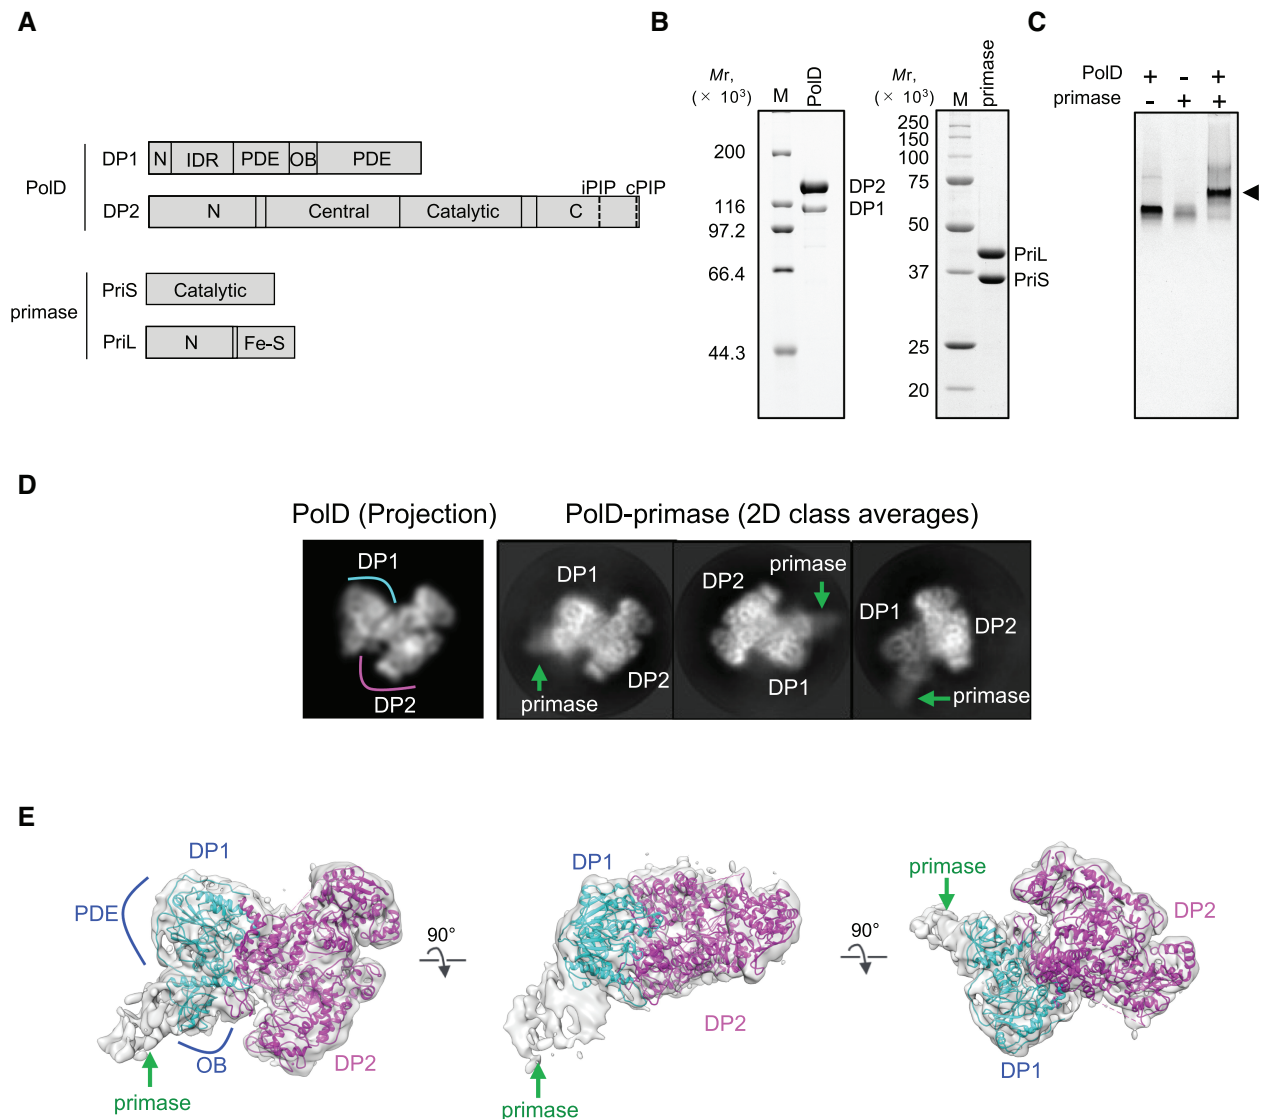 A
PolD
DP1
N IDR PDE OB PDE
iPIP cPIP
DP2
N Central Catalytic C
primase
PriS
Catalytic
PriL
N Fe-S
B
Mr,
(× 10³)
M
PolD
200
116
97.2
66.4
44.3
DP2
DP1
Mr,
(× 10³)
M
primase
250
150
100
75
50
37
25
20
PriL
PriS
C
PolD + - +
primase - + +
D
PolD (Projection)
PolD-primase (2D class averages)
DP1
DP2
DP1
DP2
primase
DP2
primase
DP1
DP1
DP2
primase
E
DP1
PDE
OB
DP2
primase
90°
DP1
DP2
primase
90°
primase
DP2
DP1